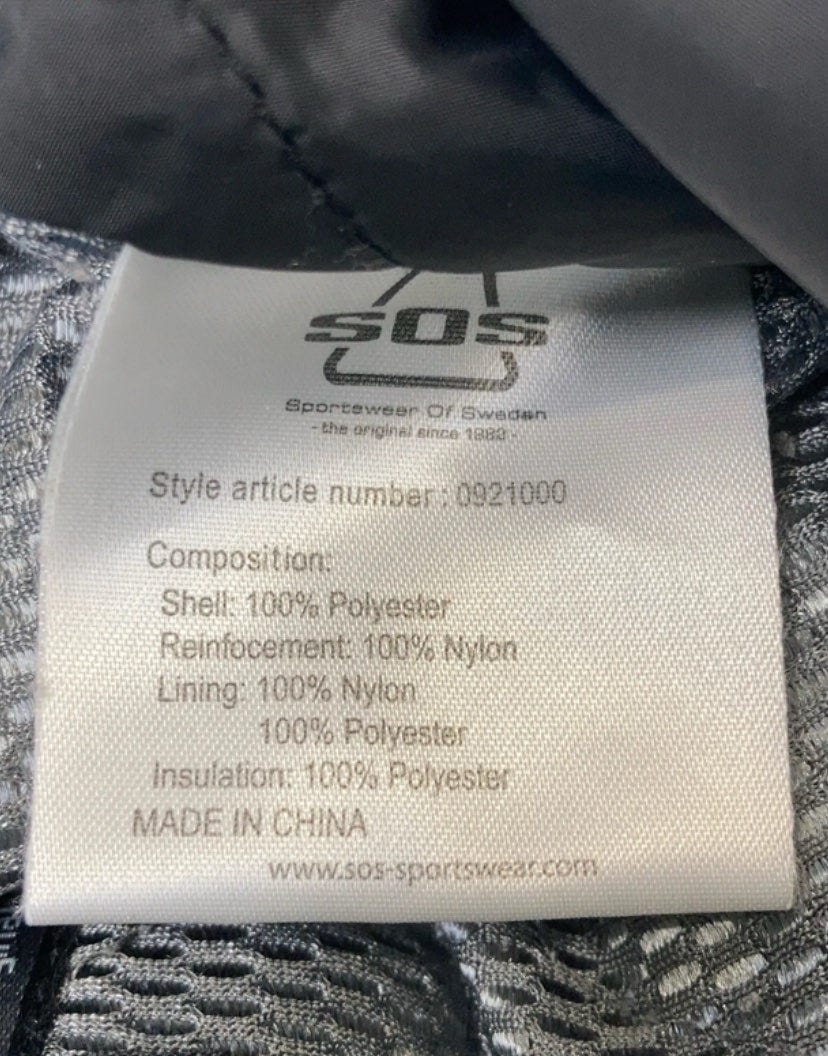 SOS
Sportswear Of Sweden
- the original since 1982 -
Style article number: 0921000
Composition:
Shell: 100% Polyester
Reinfocement: 100% Nylon
Lining: 100% Nylon
100% Polyester
Insulation: 100% Polyester
MADE IN CHINA
www.sos-sportswear.com